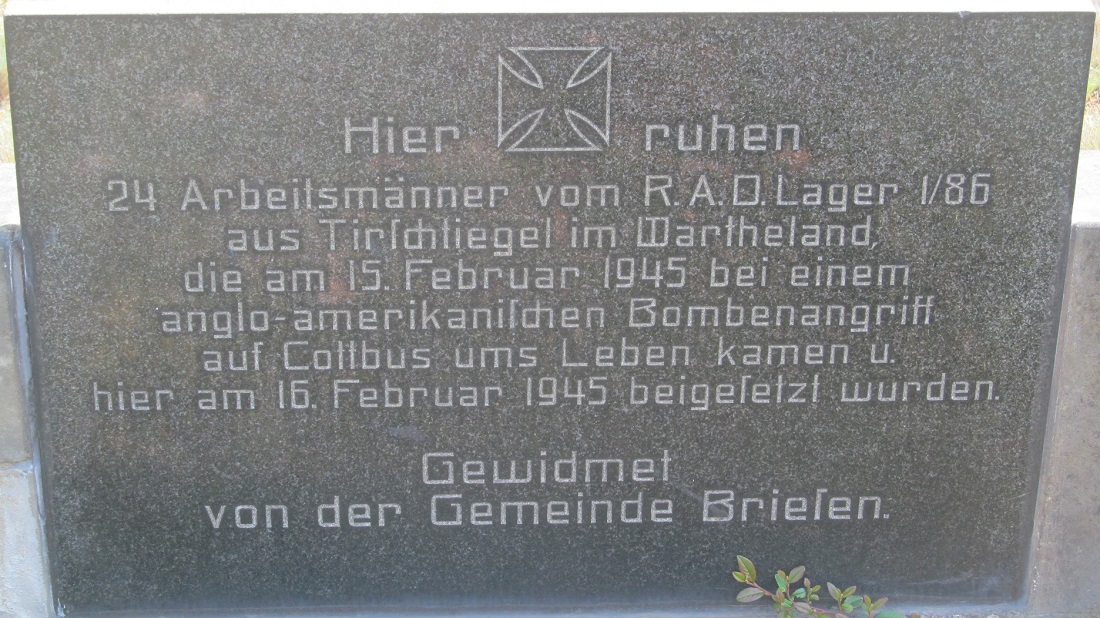 Hier ruhen
24 Arbeitsmänner vom R.A.D. Lager 1/86
aus Tirſchtiegel im Wartheland,
die am 15. Februar 1945 bei einem
anglo-amerikaniſchen Bombenangriff
auf Cottbus ums Leben kamen u.
hier am 16. Februar 1945 beigeſetzt wurden.
Gewidmet
von der Gemeinde Brieſen.